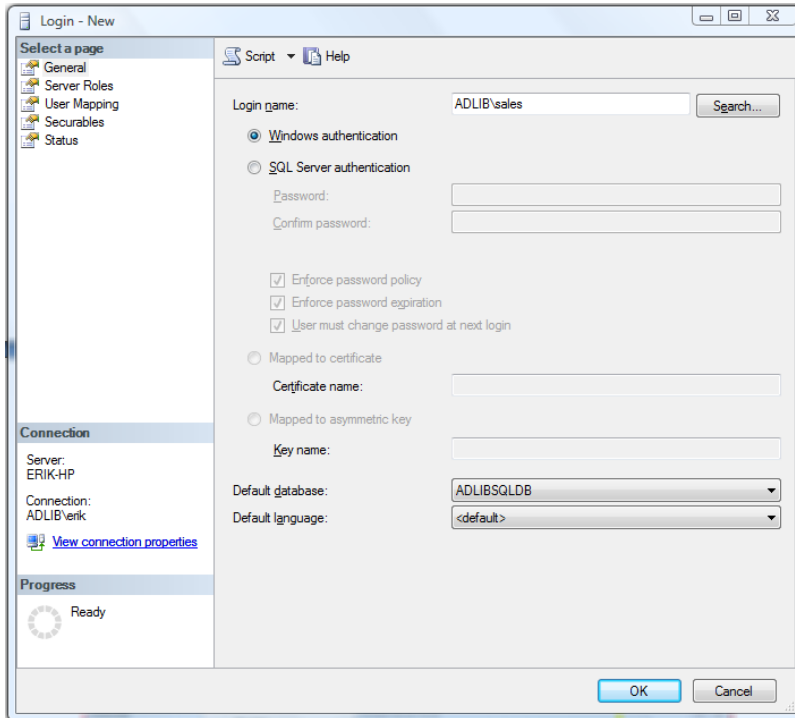 Login - New
Select a page
General
Server Roles
User Mapping
Securables
Status
Script Help
Login name: ADLIB\sales Search...
Windows authentication
SQL Server authentication
Password:
Confirm password:
Enforce password policy
Enforce password expiration
User must change password at next login
Mapped to certificate
Certificate name:
Mapped to asymmetric key
Key name:
Default database: ADLIBSQLDB
Default language: <default>
Connection
Server:
ERIK-HP
Connection:
ADLIB\erik
View connection properties
Progress
Ready
OK Cancel